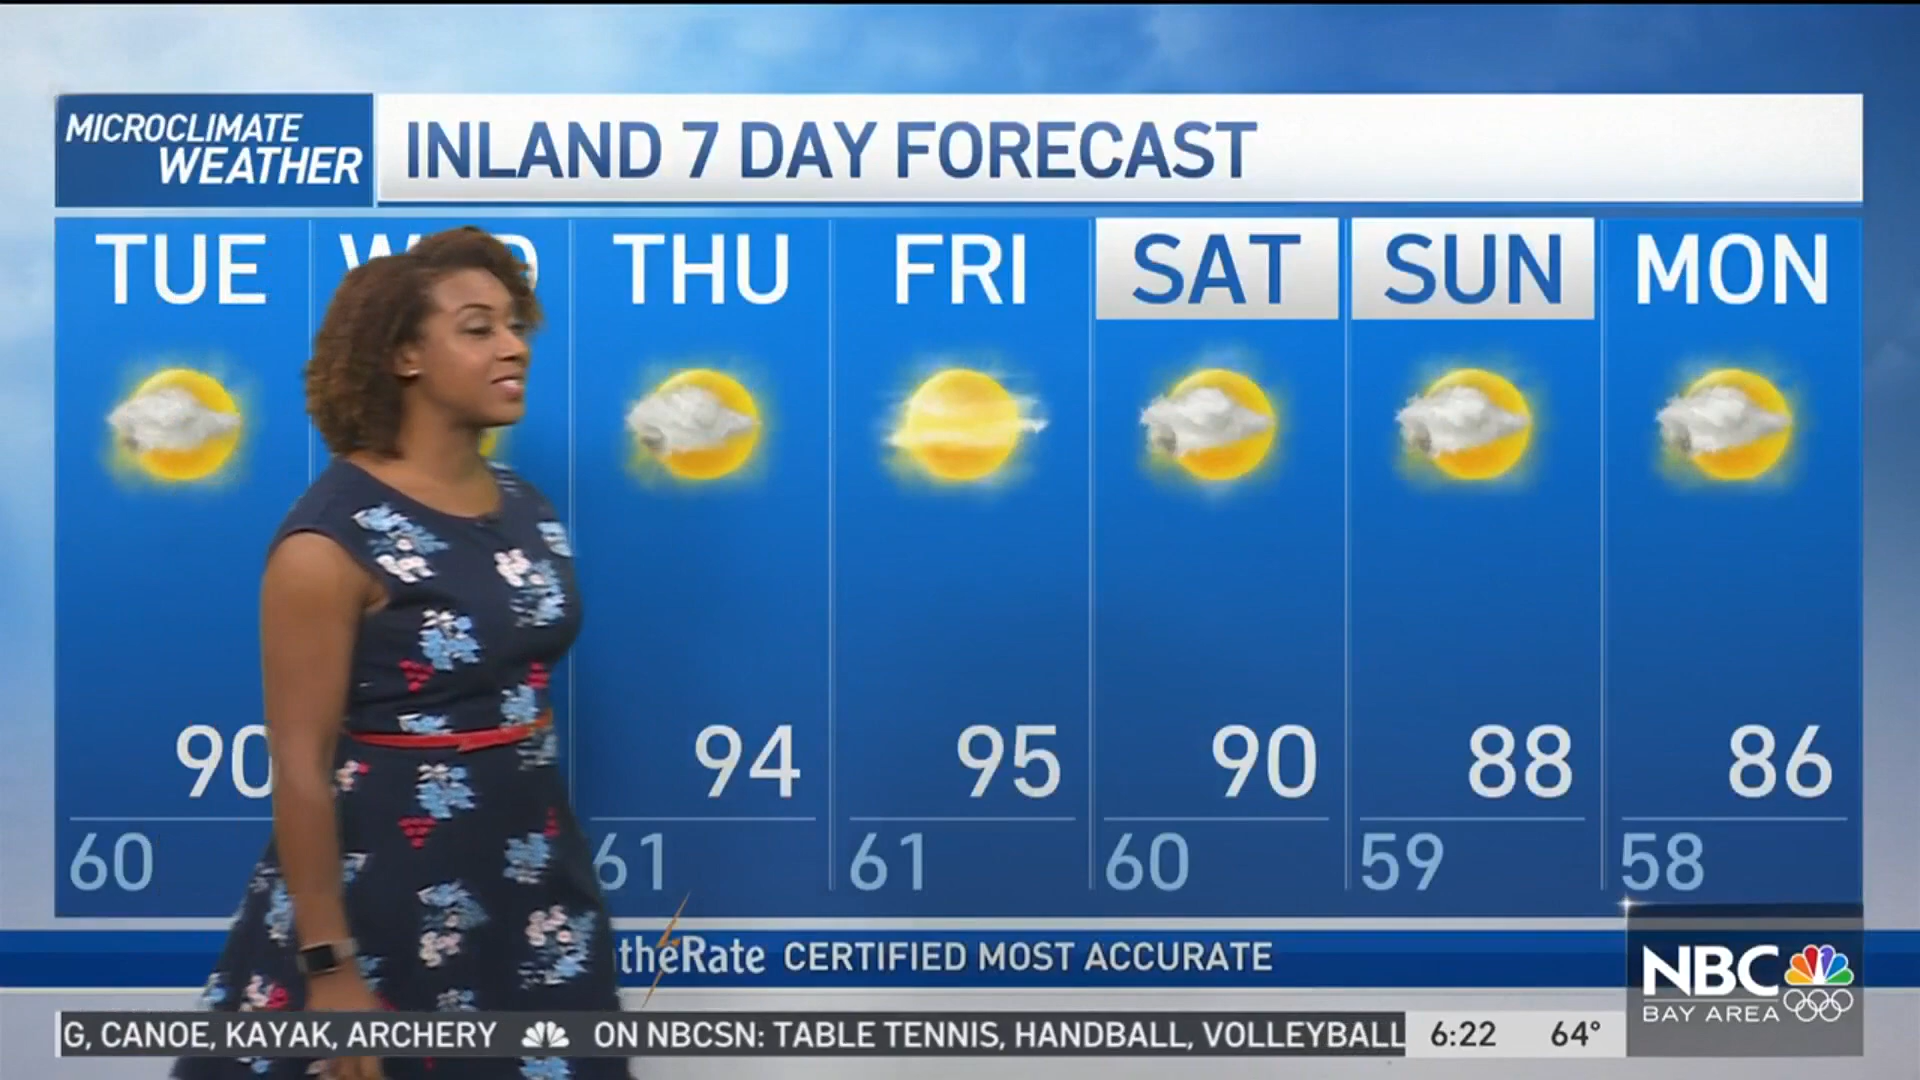 MICROCLIMATE
WEATHER
INLAND 7 DAY FORECAST
TUE THU FRI SAT SUN MON
90 94 95 90 88 86
60 61 61 60 59 58
CERTIFIED MOST ACCURATE
NBC
BAY AREA
G, CANOE, KAYAK, ARCHERY ON NBCSN: TABLE TENNIS, HANDBALL, VOLLEYBALL 6:22 64°